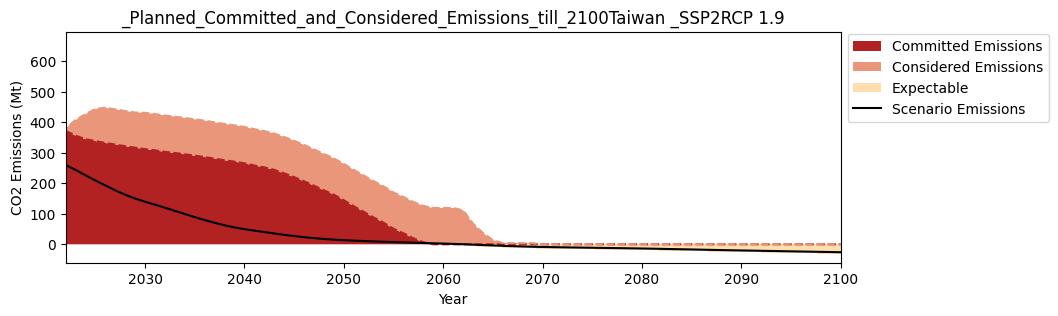 _Planned_Committed_and_Considered_Emissions_till_2100Taiwan _SSP2RCP 1.9
CO2 Emissions (Mt)
600
500
400
300
200
100
0
2030 2040 2050 2060 2070 2080 2090 2100
Year
Committed Emissions
Considered Emissions
Expectable
Scenario Emissions